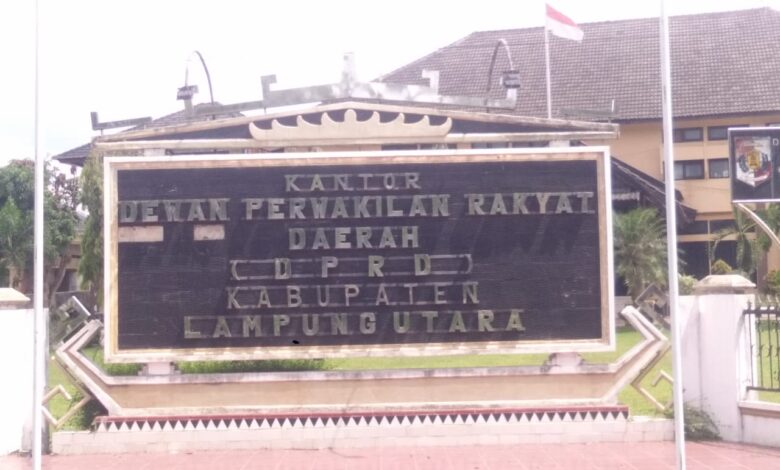 KANTOR
DEWAN PERWAKILAN RAKYAT
DAERAH
( D P R D )
KABUPATEN
LAMPUNG UTARA